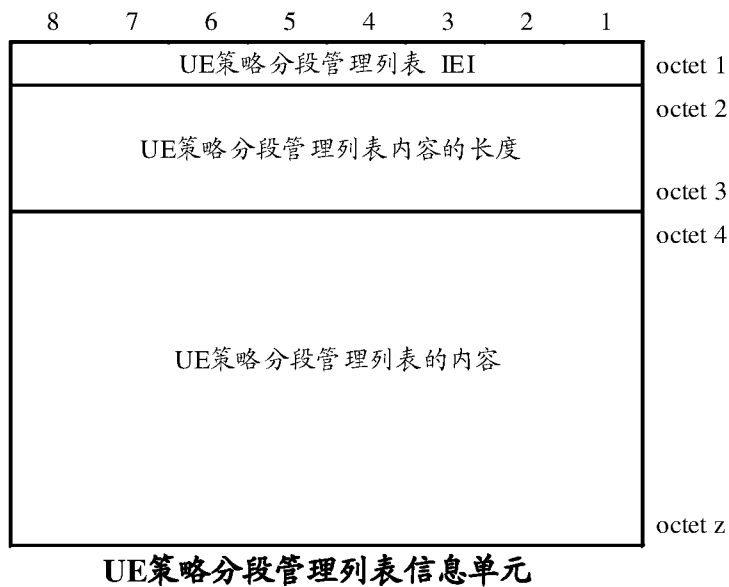 8 7 6 5 4 3 2 1
UE策略分段管理列表 IEI octet 1
octet 2
UE策略分段管理列表内容的长度
octet 3
octet 4
UE策略分段管理列表的内容
octet z
UE策略分段管理列表信息单元